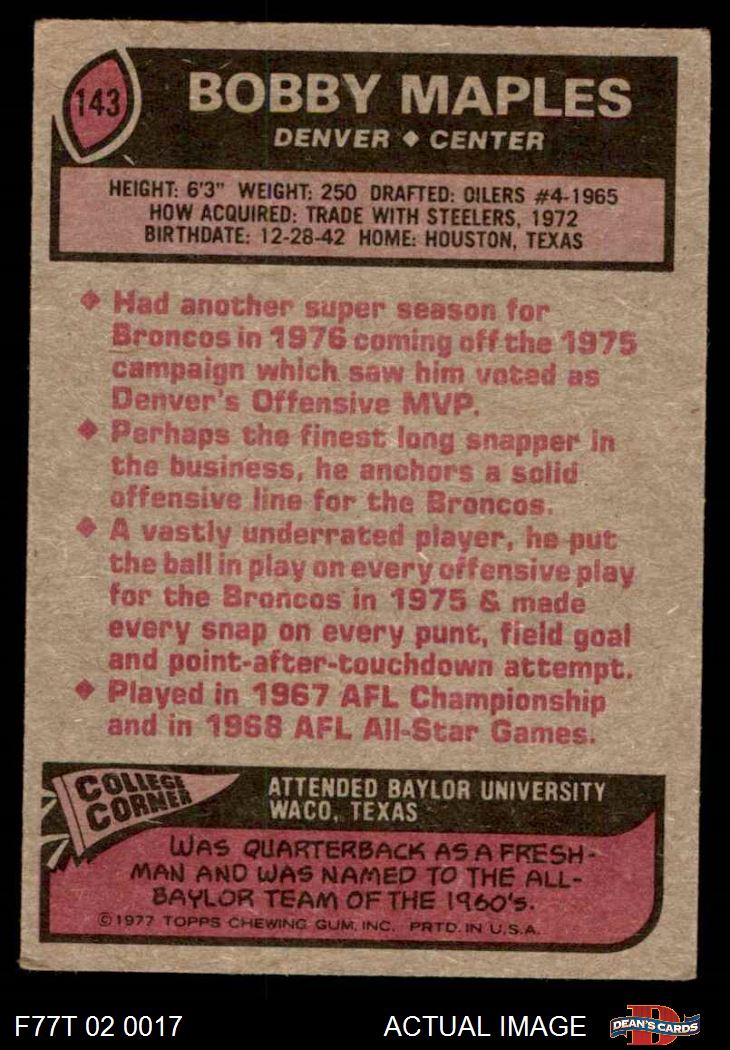 143
BOBBY MAPLES
DENVER ◆ CENTER
HEIGHT: 6'3" WEIGHT: 250 DRAFTED: OILERS #4-1965
HOW ACQUIRED: TRADE WITH STEELERS, 1972
BIRTHDATE: 12-28-42 HOME: HOUSTON, TEXAS
◆ Had another super season for
Broncos in 1976 coming off the 1975
campaign which saw him voted as
Denver's Offensive MVP.
◆ Perhaps the finest long snapper in
the business, he anchors a solid
offensive line for the Broncos.
◆ A vastly underrated player, he put
the ball in play on every offensive play
for the Broncos in 1975 & made
every snap on every punt, field goal
and point-after-touchdown attempt.
◆ Played in 1967 AFL Championship
and in 1968 AFL All-Star Games.
COLLEGE
CORNER
ATTENDED BAYLOR UNIVERSITY
WACO, TEXAS
WAS QUARTERBACK AS A FRESH-
MAN AND WAS NAMED TO THE ALL-
BAYLOR TEAM OF THE 1960's.
©1977 TOPPS CHEWING GUM, INC. PRTD. IN U.S.A.
F77T 02 0017 ACTUAL IMAGE
D
DEAN'S CARDS